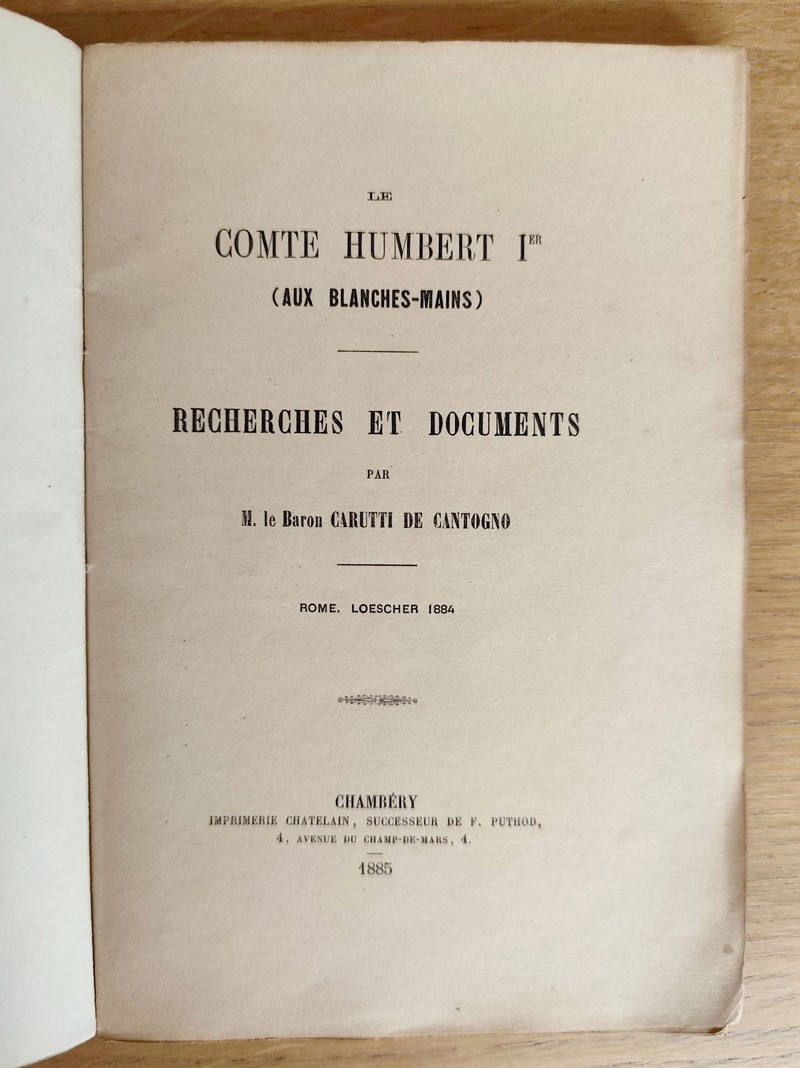 LE
COMTE HUMBERT IER
(AUX BLANCHES-MAINS)
RECHERCHES ET DOCUMENTS
PAR
M. le Baron CARUTTI DE CANTOGNO
ROME. LOESCHER 1884
CHAMBÉRY
IMPRIMERIE CHATELAIN, SUCCESSEUR DE F. PUTHOD,
4, AVENUE DU CHAMP-DE-MARS, 4.
1885